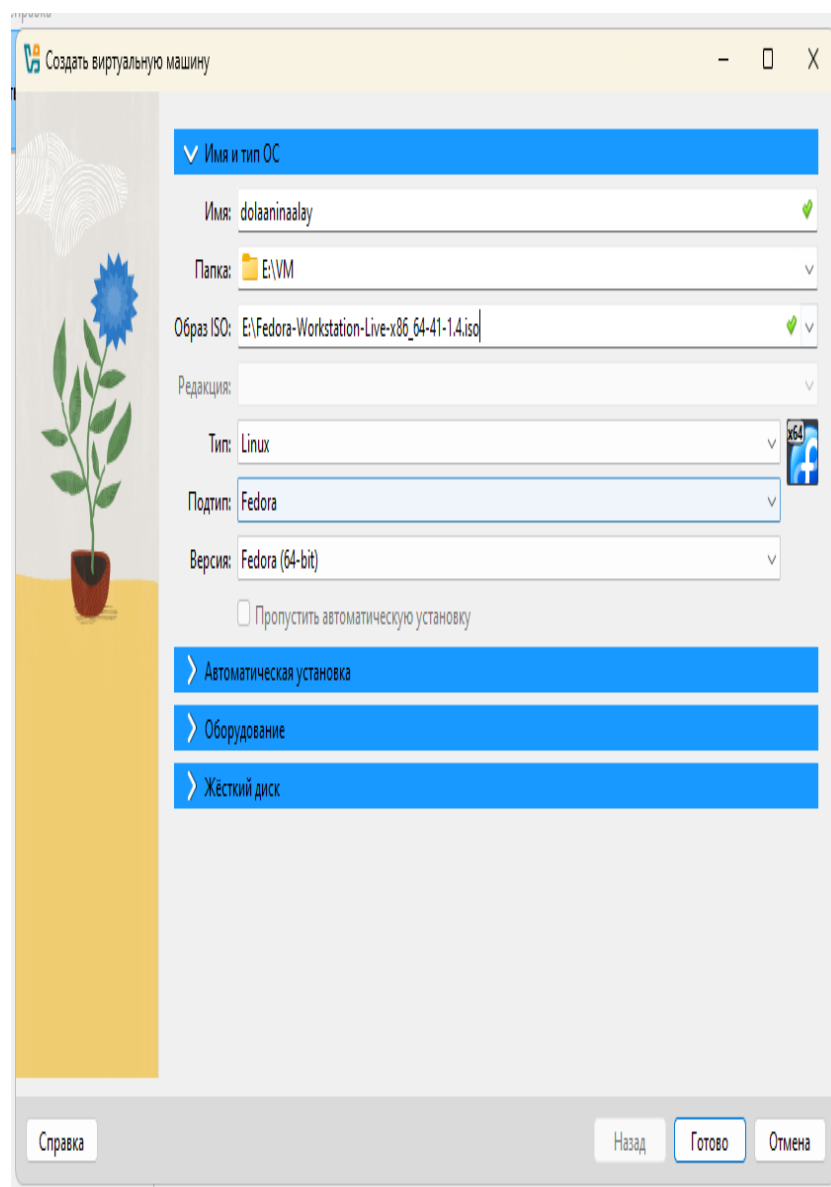 Создать виртуальную машину
Имя и тип ОС
Имя: dolaaninaalay
Папка: E:\VM
Образ ISO: E:\Fedora-Workstation-Live-x86_64-41-1.4.iso
Редакция:
Тип: Linux
x64
Подтип: Fedora
Версия: Fedora (64-bit)
Пропустить автоматическую установку
Автоматическая установка
Оборудование
Жёсткий диск
Справка Назад Готово Отмена